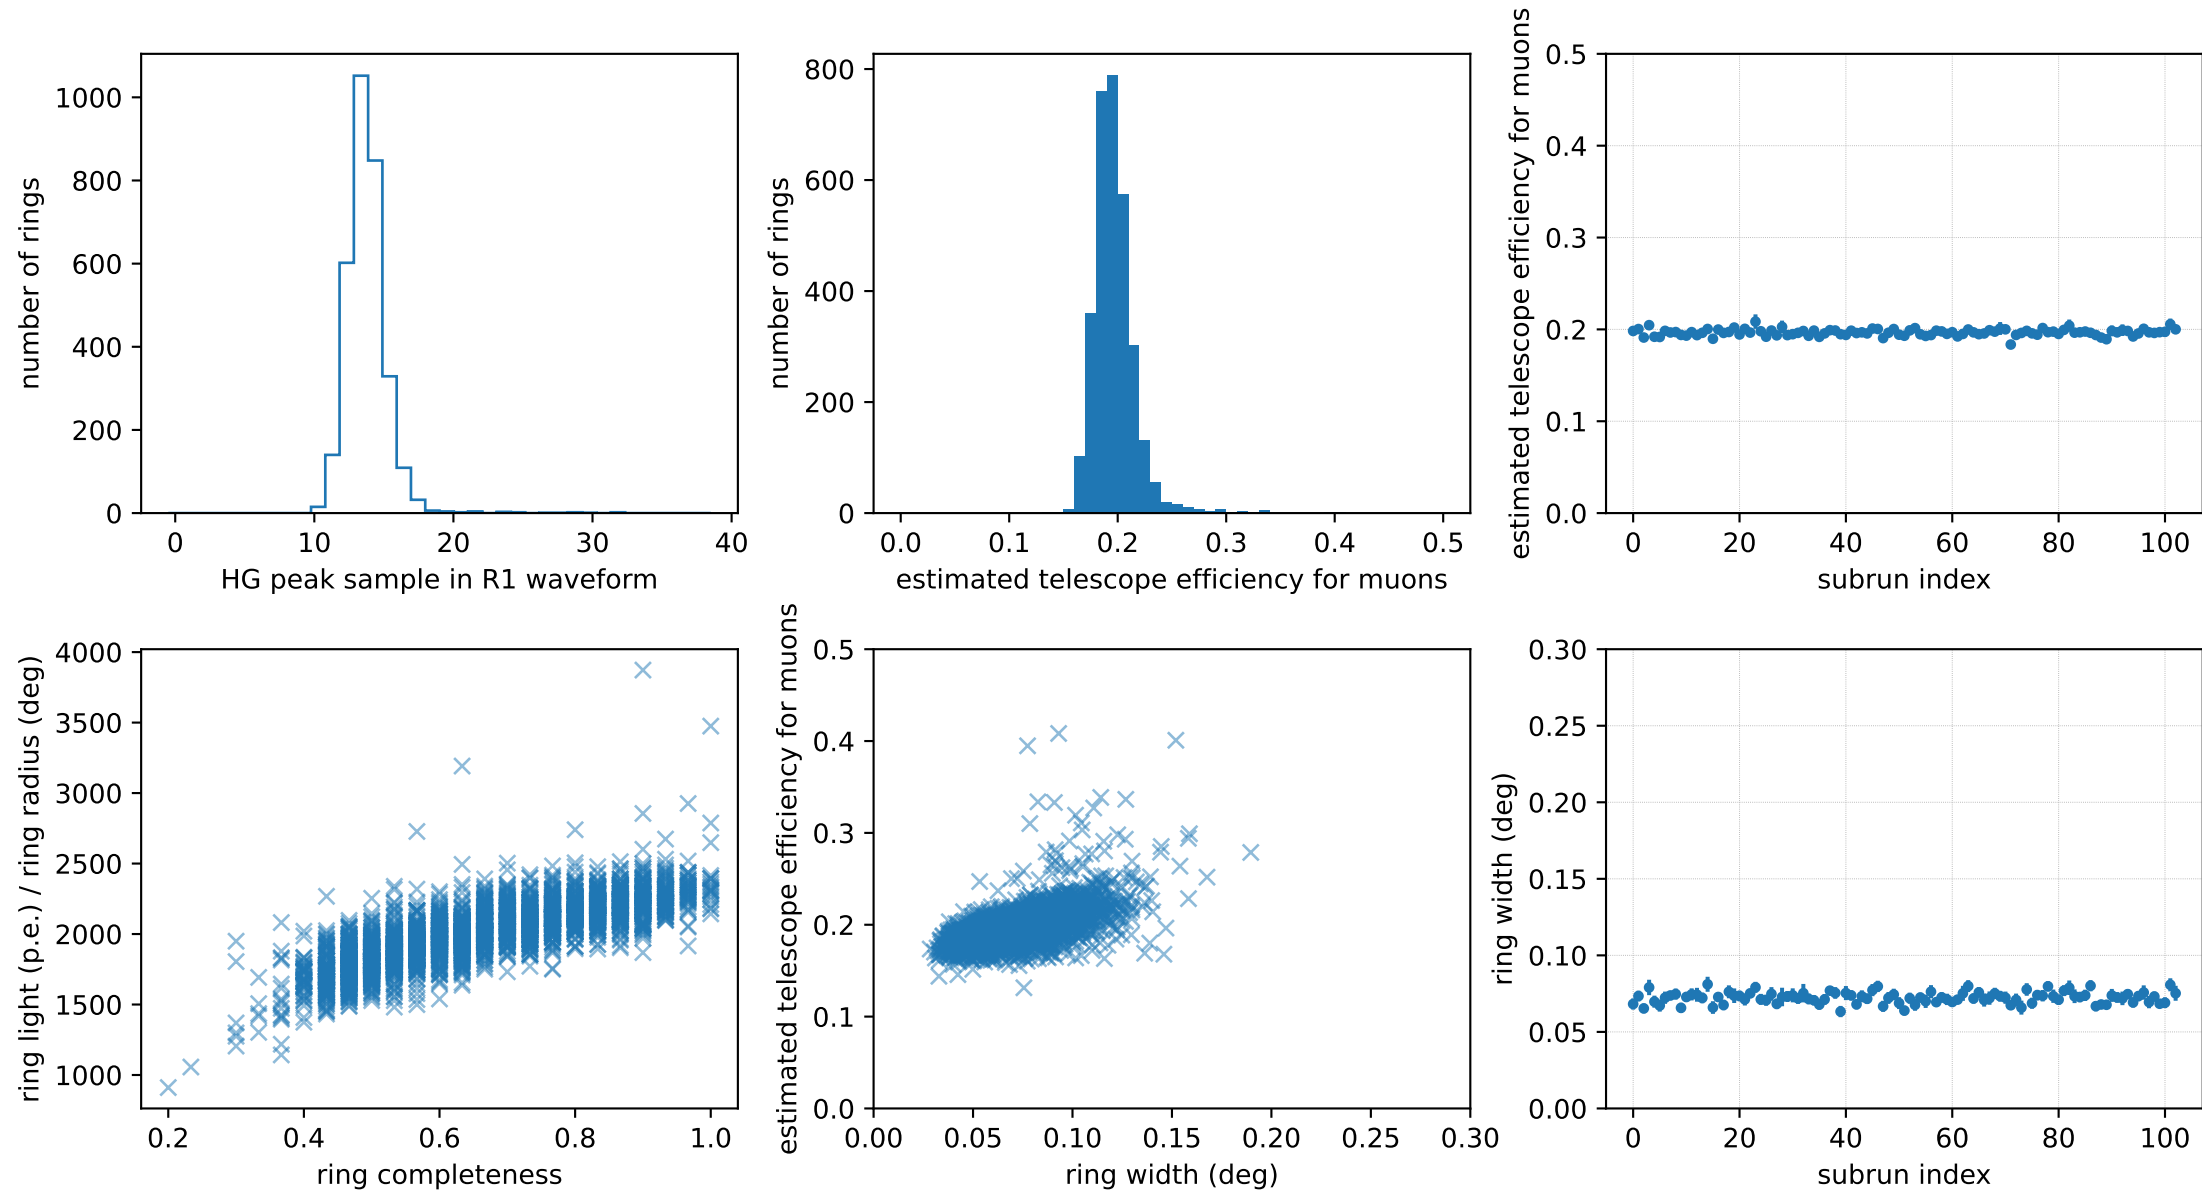 number of rings
1000
800
600
400
200
0
0 10 20 30 40
HG peak sample in R1 waveform
number of rings
800
600
400
200
0
0.0 0.1 0.2 0.3 0.4 0.5
estimated telescope efficiency for muons
estimated telescope efficiency for muons
0.5
0.4
0.3
0.2
0.1
0.0
0 20 40 60 80 100
subrun index
ring light (p.e.) / ring radius (deg)
4000
3500
3000
2500
2000
1500
1000
0.2 0.4 0.6 0.8 1.0
ring completeness
estimated telescope efficiency for muons
0.5
0.4
0.3
0.2
0.1
0.0
0.00 0.05 0.10 0.15 0.20 0.25 0.30
ring width (deg)
ring width (deg)
0.30
0.25
0.20
0.15
0.10
0.05
0.00
0 20 40 60 80 100
subrun index